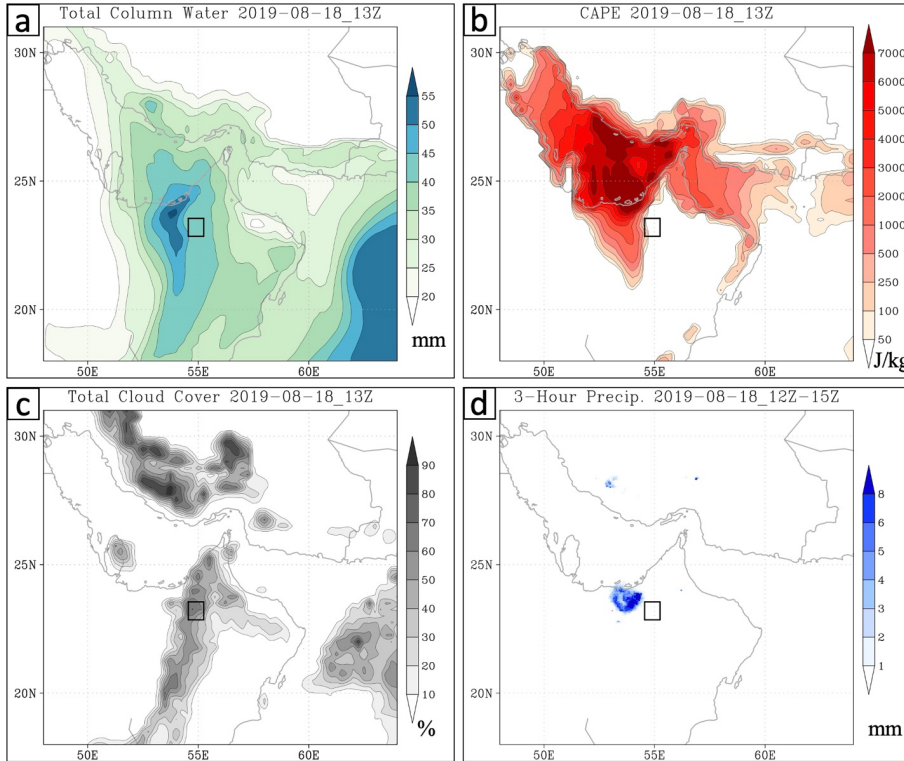 a
Total Column Water 2019-08-18_13Z
30N
25N
20N
50E
55E
60E
55
50
45
40
35
30
25
20
mm
b
CAPE 2019-08-18_13Z
30N
25N
20N
50E
55E
60E
7000
6000
5000
4000
3000
2000
1000
500
250
100
50
J/kg
c
Total Cloud Cover 2019-08-18_13Z
30N
25N
20N
50E
55E
60E
90
80
70
60
50
40
30
20
10
%
d
3-Hour Precip. 2019-08-18_12Z-15Z
30N
25N
20N
50E
55E
60E
8
6
5
4
3
2
1
mm